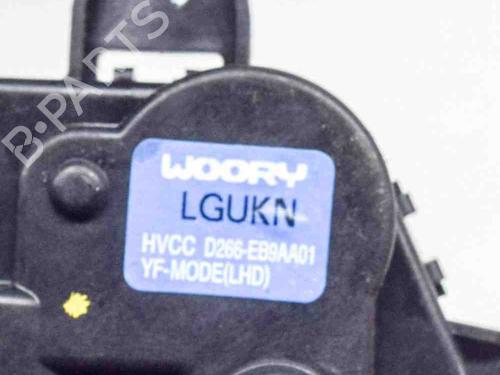 B-PARTS
WOORY
LGUKN
HVCC D266-EB9AA01
YF-MODE(LHD)